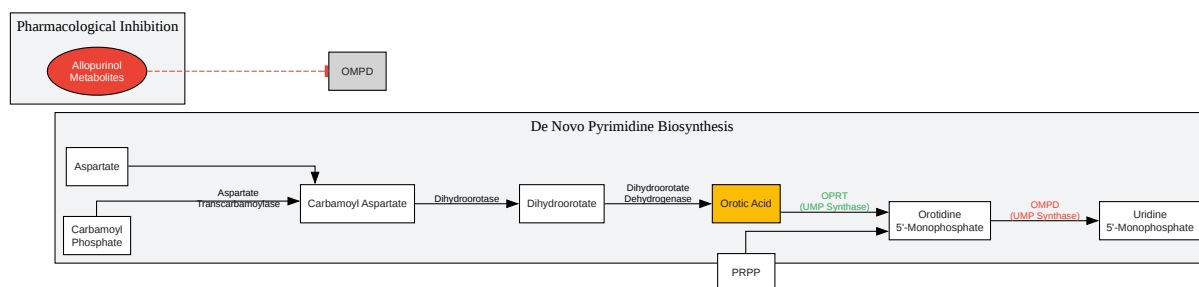 Pharmacological Inhibition
Allopurinol
Metabolites
OMPD
De Novo Pyrimidine Biosynthesis
Aspartate
Aspartate
Transcarbamoylase
Carbamoyl
Phosphate
Carbamoyl Aspartate
Dihydroorotase
Dihydroorotate
Dihydroorotate
Dehydrogenase
Orotic Acid
OPRT
(UMP Synthase)
PRPP
Orotidine
5'-Monophosphate
OMPD
(UMP Synthase)
Uridine
5'-Monophosphate